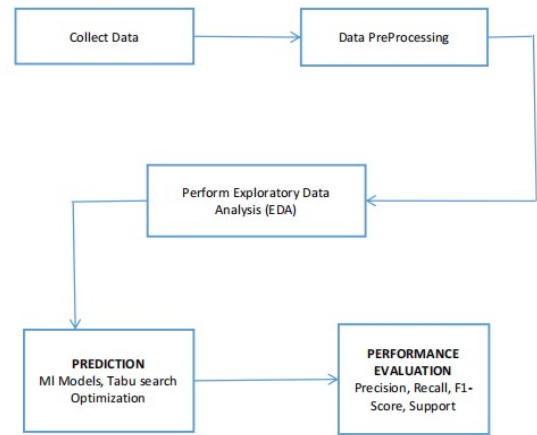 Collect Data
Data PreProcessing
Perform Exploratory Data
Analysis (EDA)
PREDICTION
Ml Models, Tabu search
Optimization
PERFORMANCE
EVALUATION
Precision, Recall, F1-
Score, Support